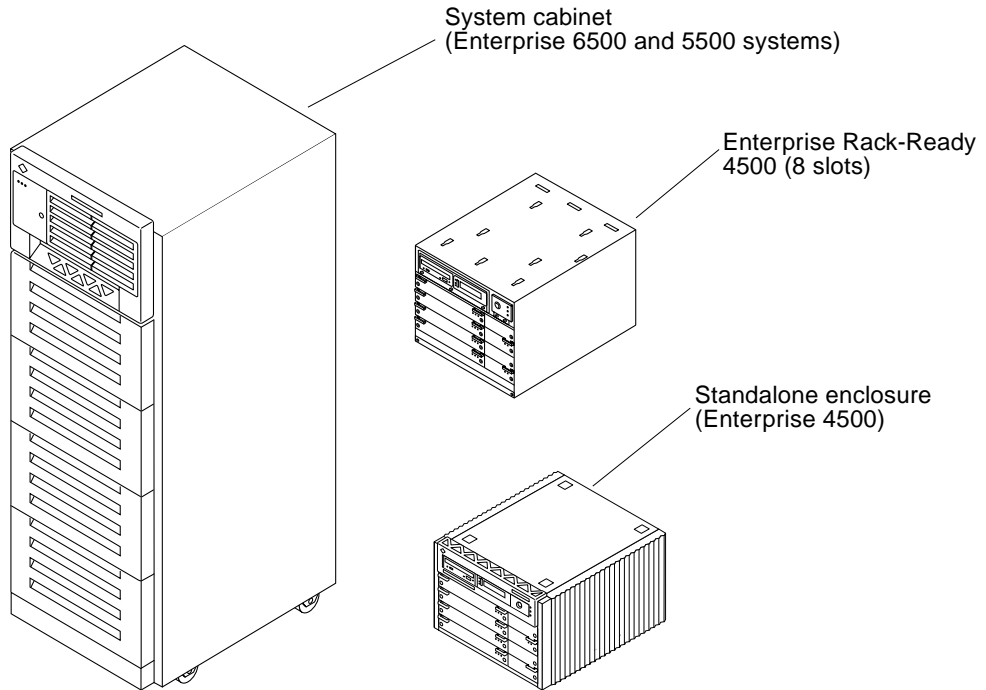 System cabinet
(Enterprise 6500 and 5500 systems)
Enterprise Rack-Ready
4500 (8 slots)
Standalone enclosure
(Enterprise 4500)